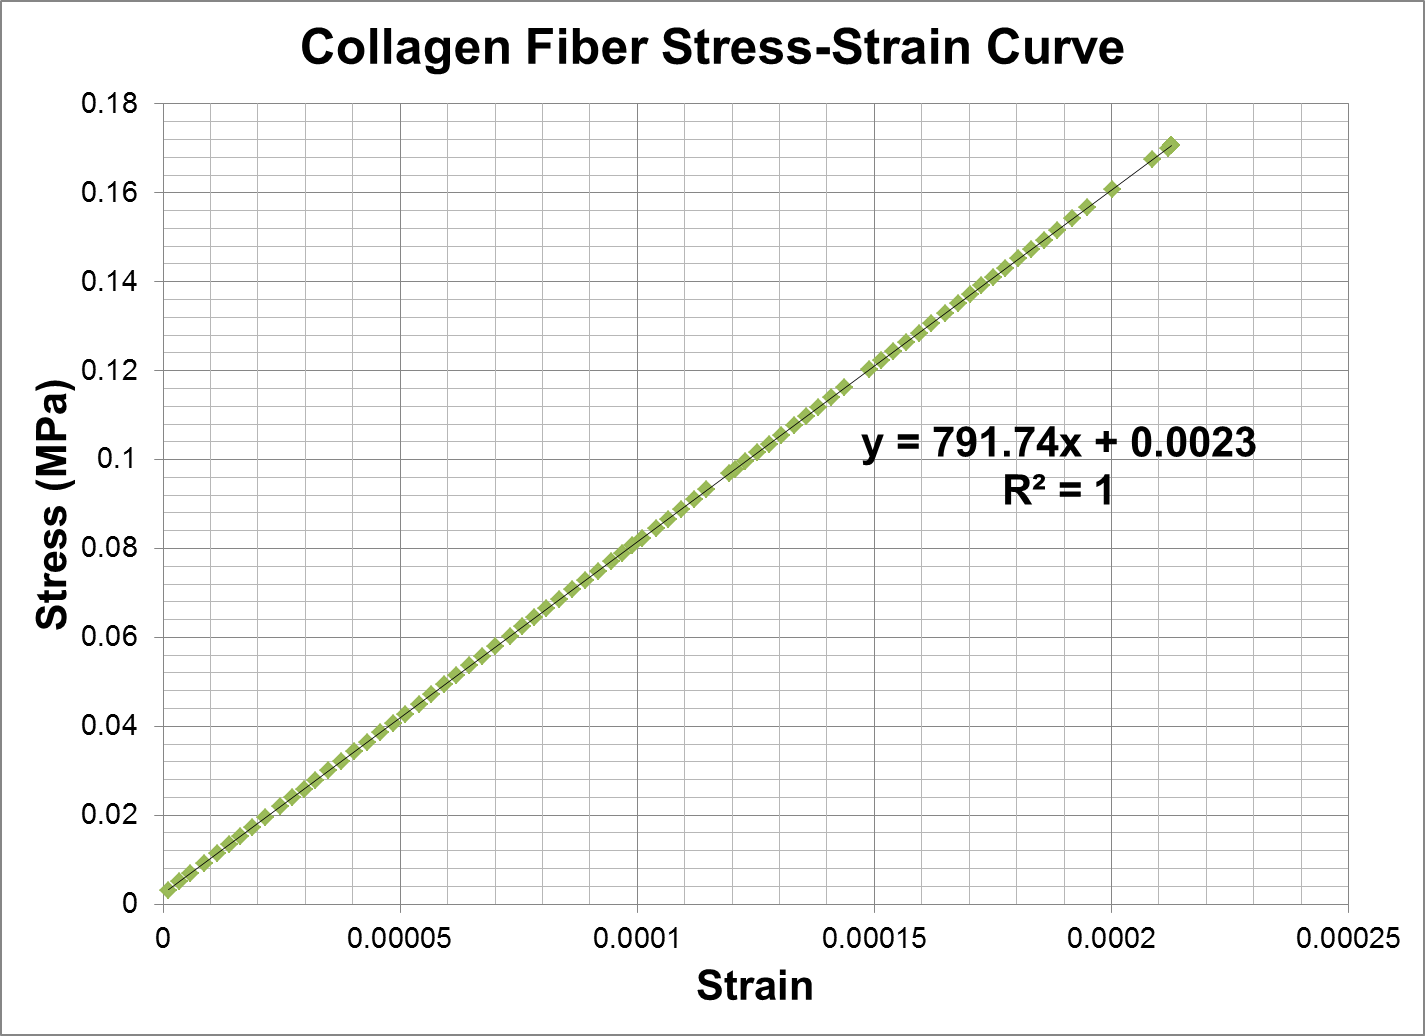 Collagen Fiber Stress-Strain Curve
0.18
0.16
0.14
0.12
0.1
0.08
0.06
0.04
0.02
0
Stress (MPa)
y = 791.74x + 0.0023
R² = 1
0 0.00005 0.0001 0.00015 0.0002 0.00025
Strain